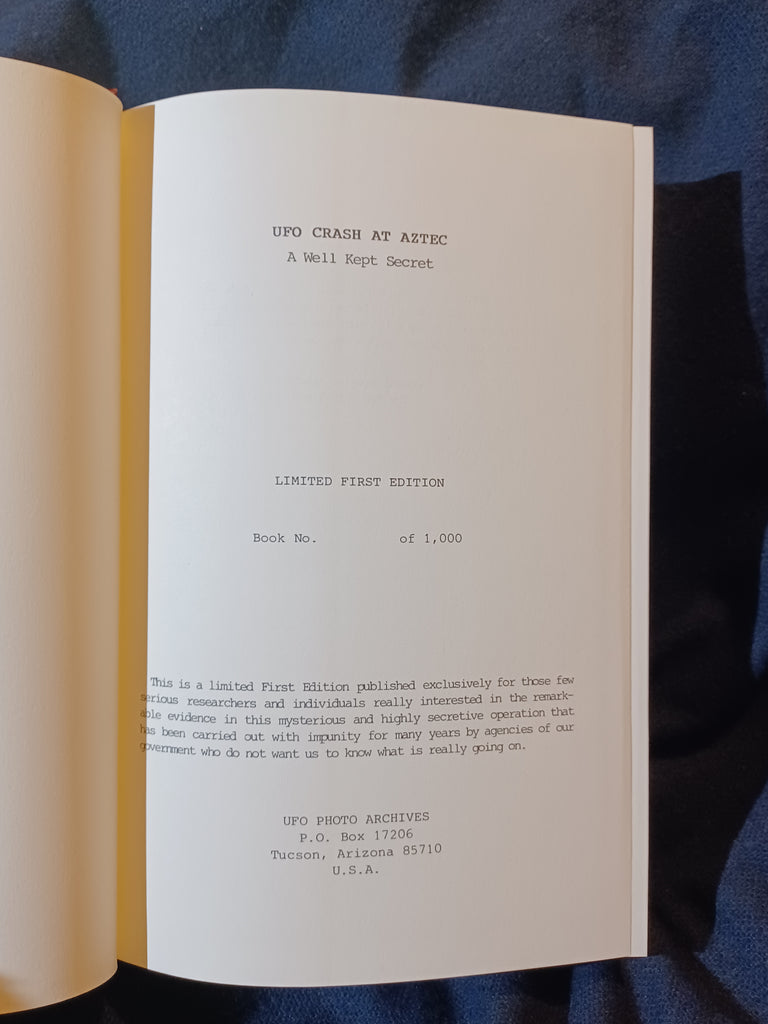 UFO CRASH AT AZTEC
A Well Kept Secret
LIMITED FIRST EDITION
Book No. of 1,000
This is a limited First Edition published exclusively for those few
serious researchers and individuals really interested in the remark-
able evidence in this mysterious and highly secretive operation that
has been carried out with impunity for many years by agencies of our
government who do not want us to know what is really going on.
UFO PHOTO ARCHIVES
P.O. Box 17206
Tucson, Arizona 85710
U.S.A.